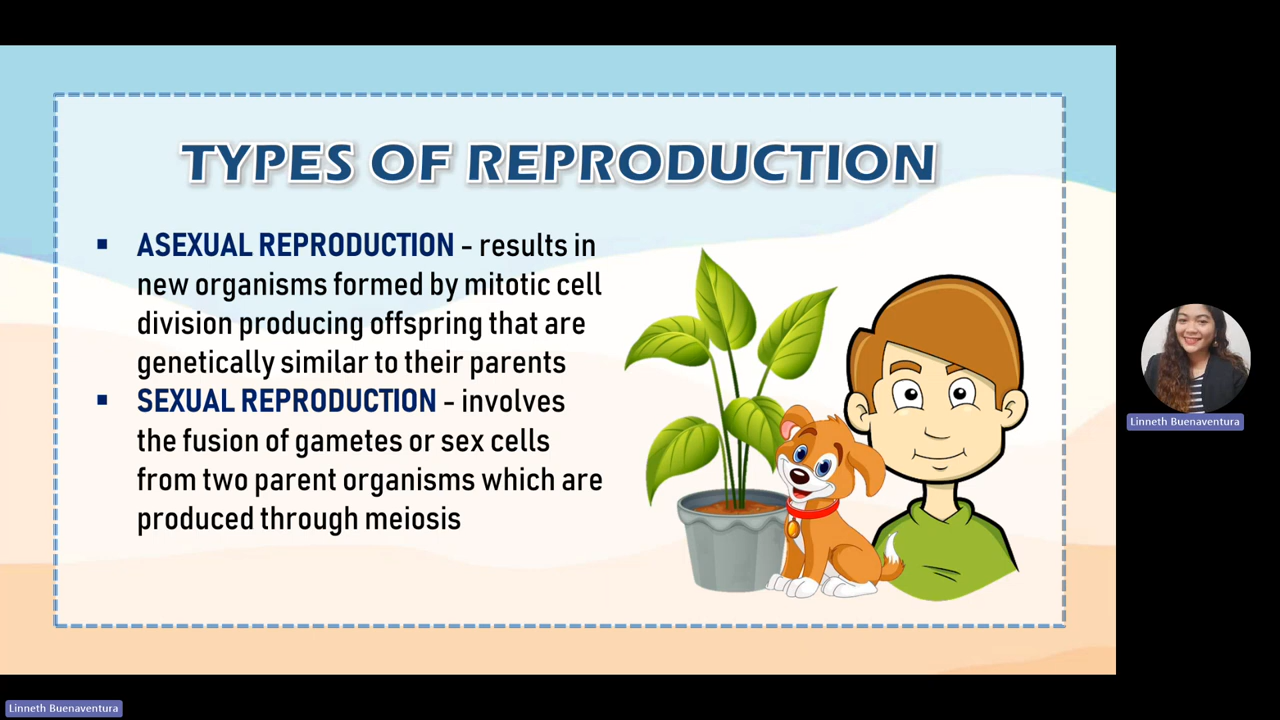 TYPES OF REPRODUCTION
▪ ASEXUAL REPRODUCTION - results in
new organisms formed by mitotic cell
division producing offspring that are
genetically similar to their parents
▪ SEXUAL REPRODUCTION - involves
the fusion of gametes or sex cells
from two parent organisms which are
produced through meiosis
Linneth Buenaventura
Linneth Buenaventura